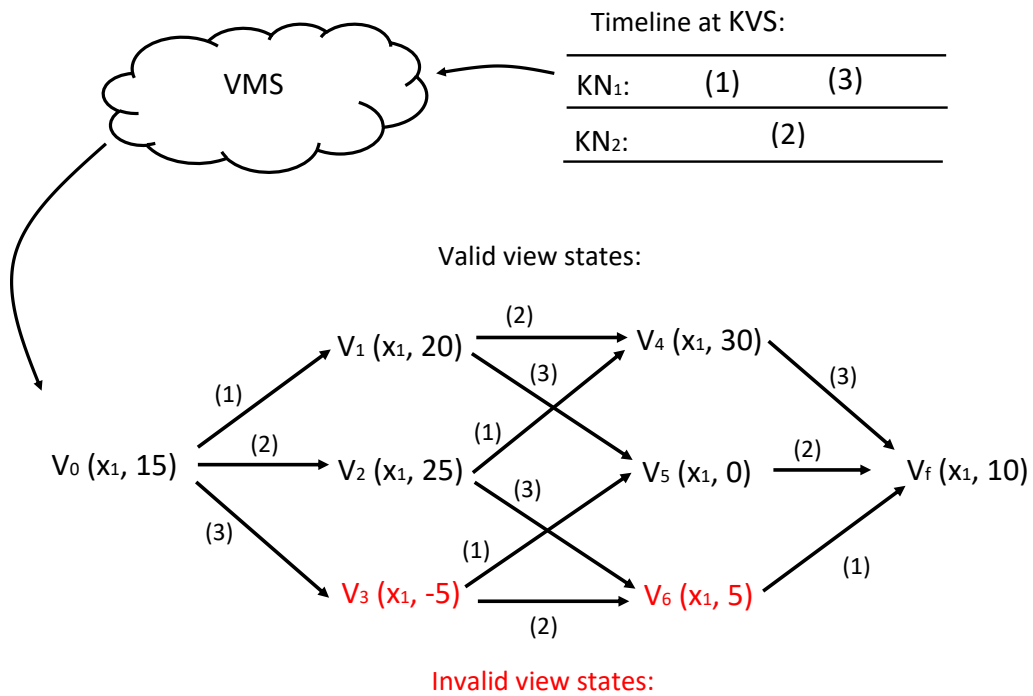 Timeline at KVS:
VMS
KN₁: (1) (3)
KN₂: (2)
Valid view states:
(2)
V₁ (x₁, 20)
V₄ (x₁, 30)
(3)
(3)
(1)
(1)
(2)
V₀ (x₁, 15)
V₂ (x₁, 25)
V₅ (x₁, 0)
(2)
V_f (x₁, 10)
(3)
(3)
(1)
(1)
V₃ (x₁, -5)
V₆ (x₁, 5)
(2)
Invalid view states: